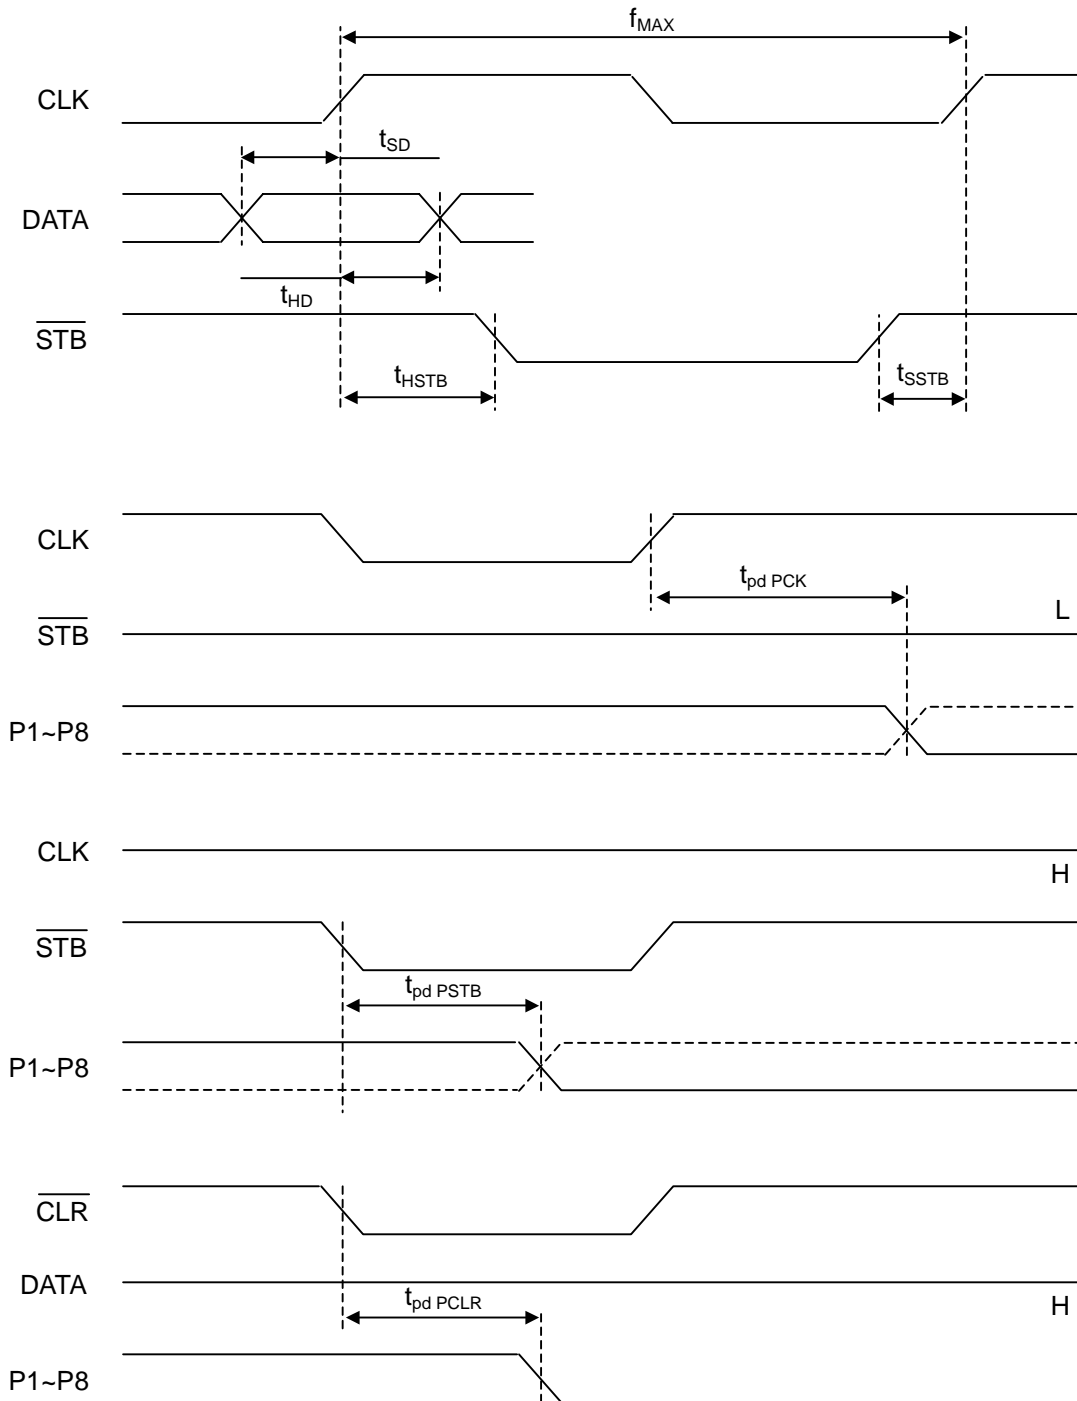 fMAX
CLK
tSD
DATA
tHD
STB
tHSTB
tSSTB
CLK
tpd PCK
L
STB
P1~P8
CLK
H
STB
tpd PSTB
P1~P8
CLR
DATA
H
tpd PCLR
P1~P8